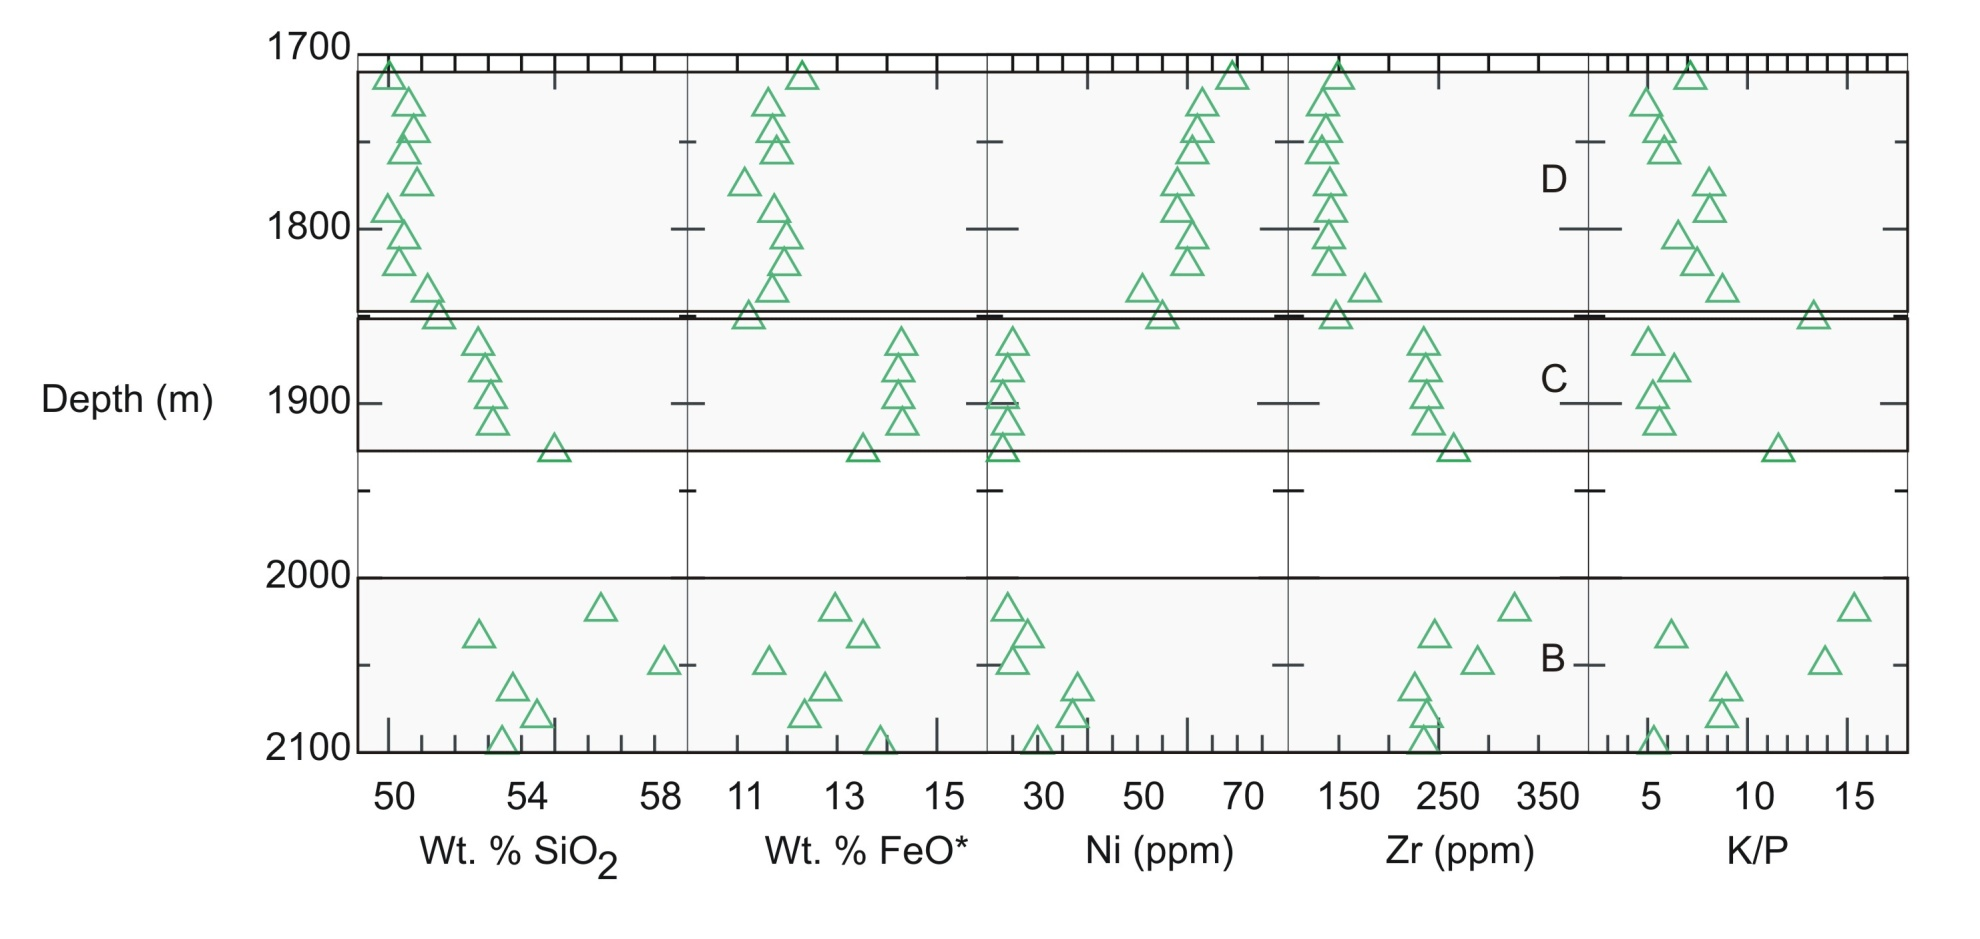 1700
D
1800
C
Depth (m)
1900
2000
B
2100
50 54 58 11 13 15 30 50 70 150 250 350 5 10 15
Wt. % SiO2 Wt. % FeO* Ni (ppm) Zr (ppm) K/P